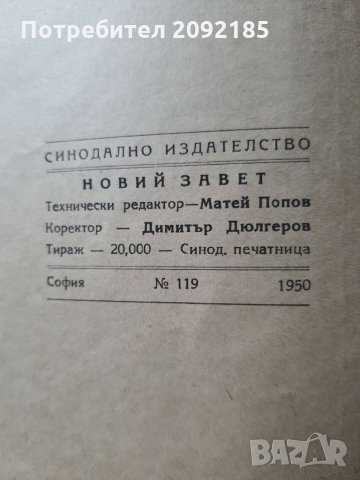 Потребител 2092185
СИНОДАЛНО ИЗДАТЕЛСТВО
НОВИЙ ЗАВЕТ
Технически редактор—Матей Попов
Коректор — Димитър Дюлгеров
Тираж — 20,000 — Синод. печатница
София № 119 1950
BAZAR